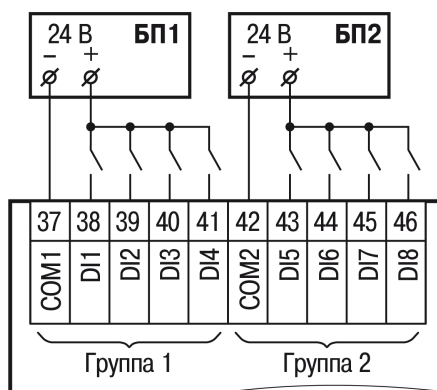 24 В БП1
– +
24 В БП2
– +
37 38 39 40 41 42 43 44 45 46
COM1 DI1 DI2 DI3 DI4 COM2 DI5 DI6 DI7 DI8
Группа 1 Группа 2